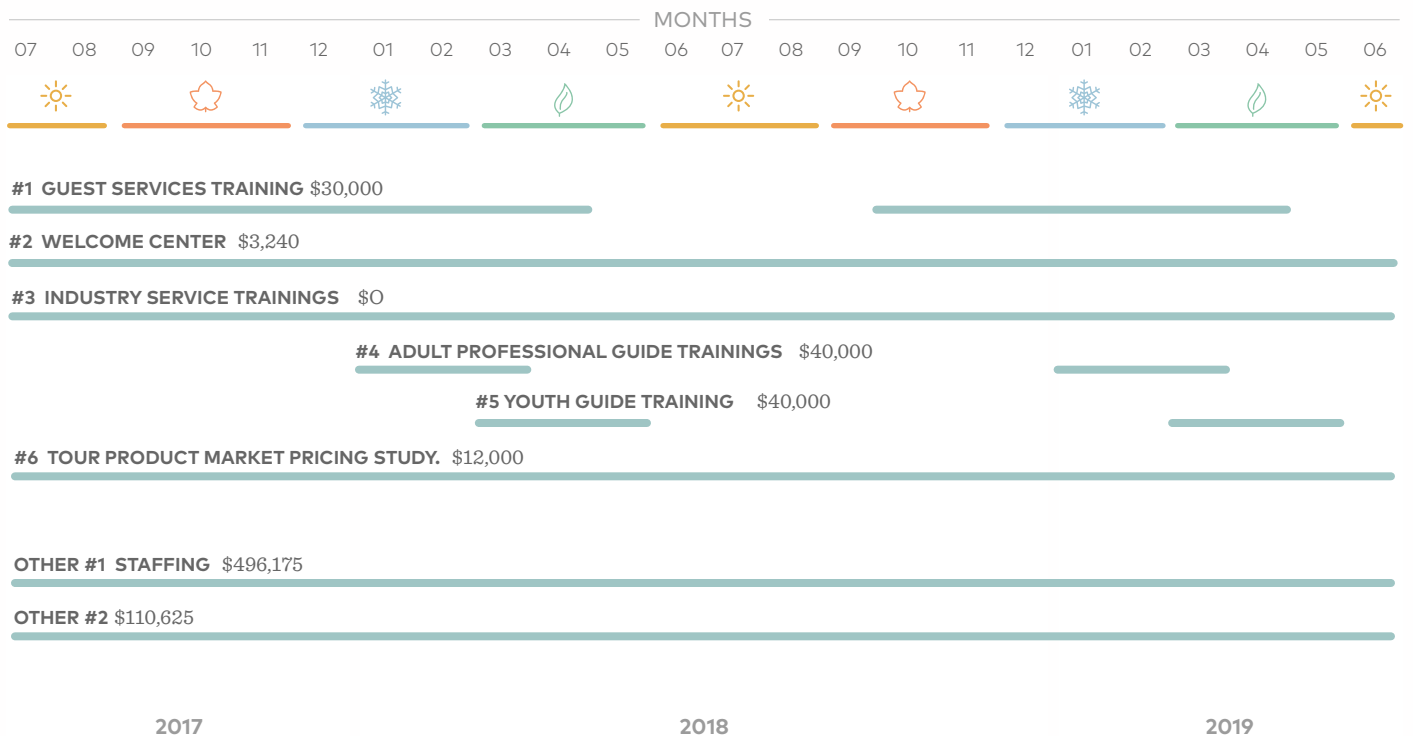 MONTHS
07 08 09 10 11 12 01 02 03 04 05 06 07 08 09 10 11 12 01 02 03 04 05 06
#1 GUEST SERVICES TRAINING $30,000
#2 WELCOME CENTER $3,240
#3 INDUSTRY SERVICE TRAININGS $O
#4 ADULT PROFESSIONAL GUIDE TRAININGS $40,000
#5 YOUTH GUIDE TRAINING $40,000
#6 TOUR PRODUCT MARKET PRICING STUDY. $12,000
OTHER #1 STAFFING $496,175
OTHER #2 $110,625
2017 2018 2019